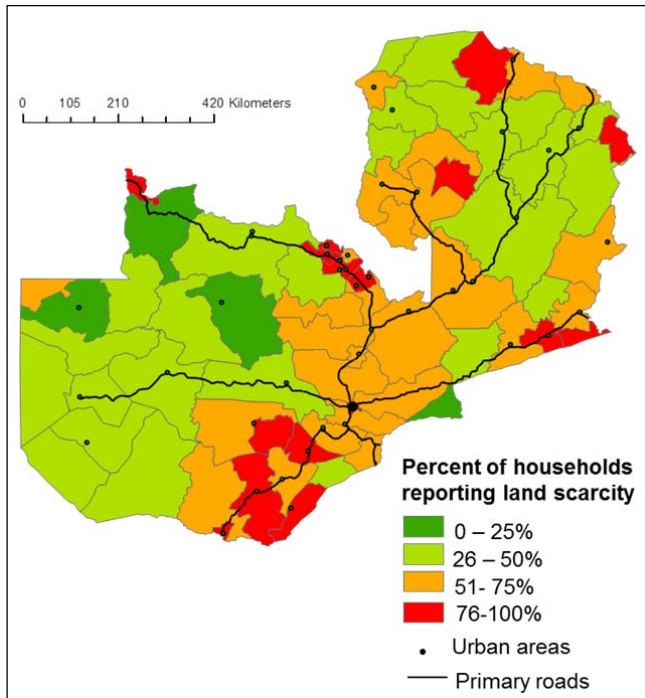 0 105 210 420 Kilometers
Percent of households
reporting land scarcity
0 – 25%
26 – 50%
51- 75%
76-100%
Urban areas
Primary roads